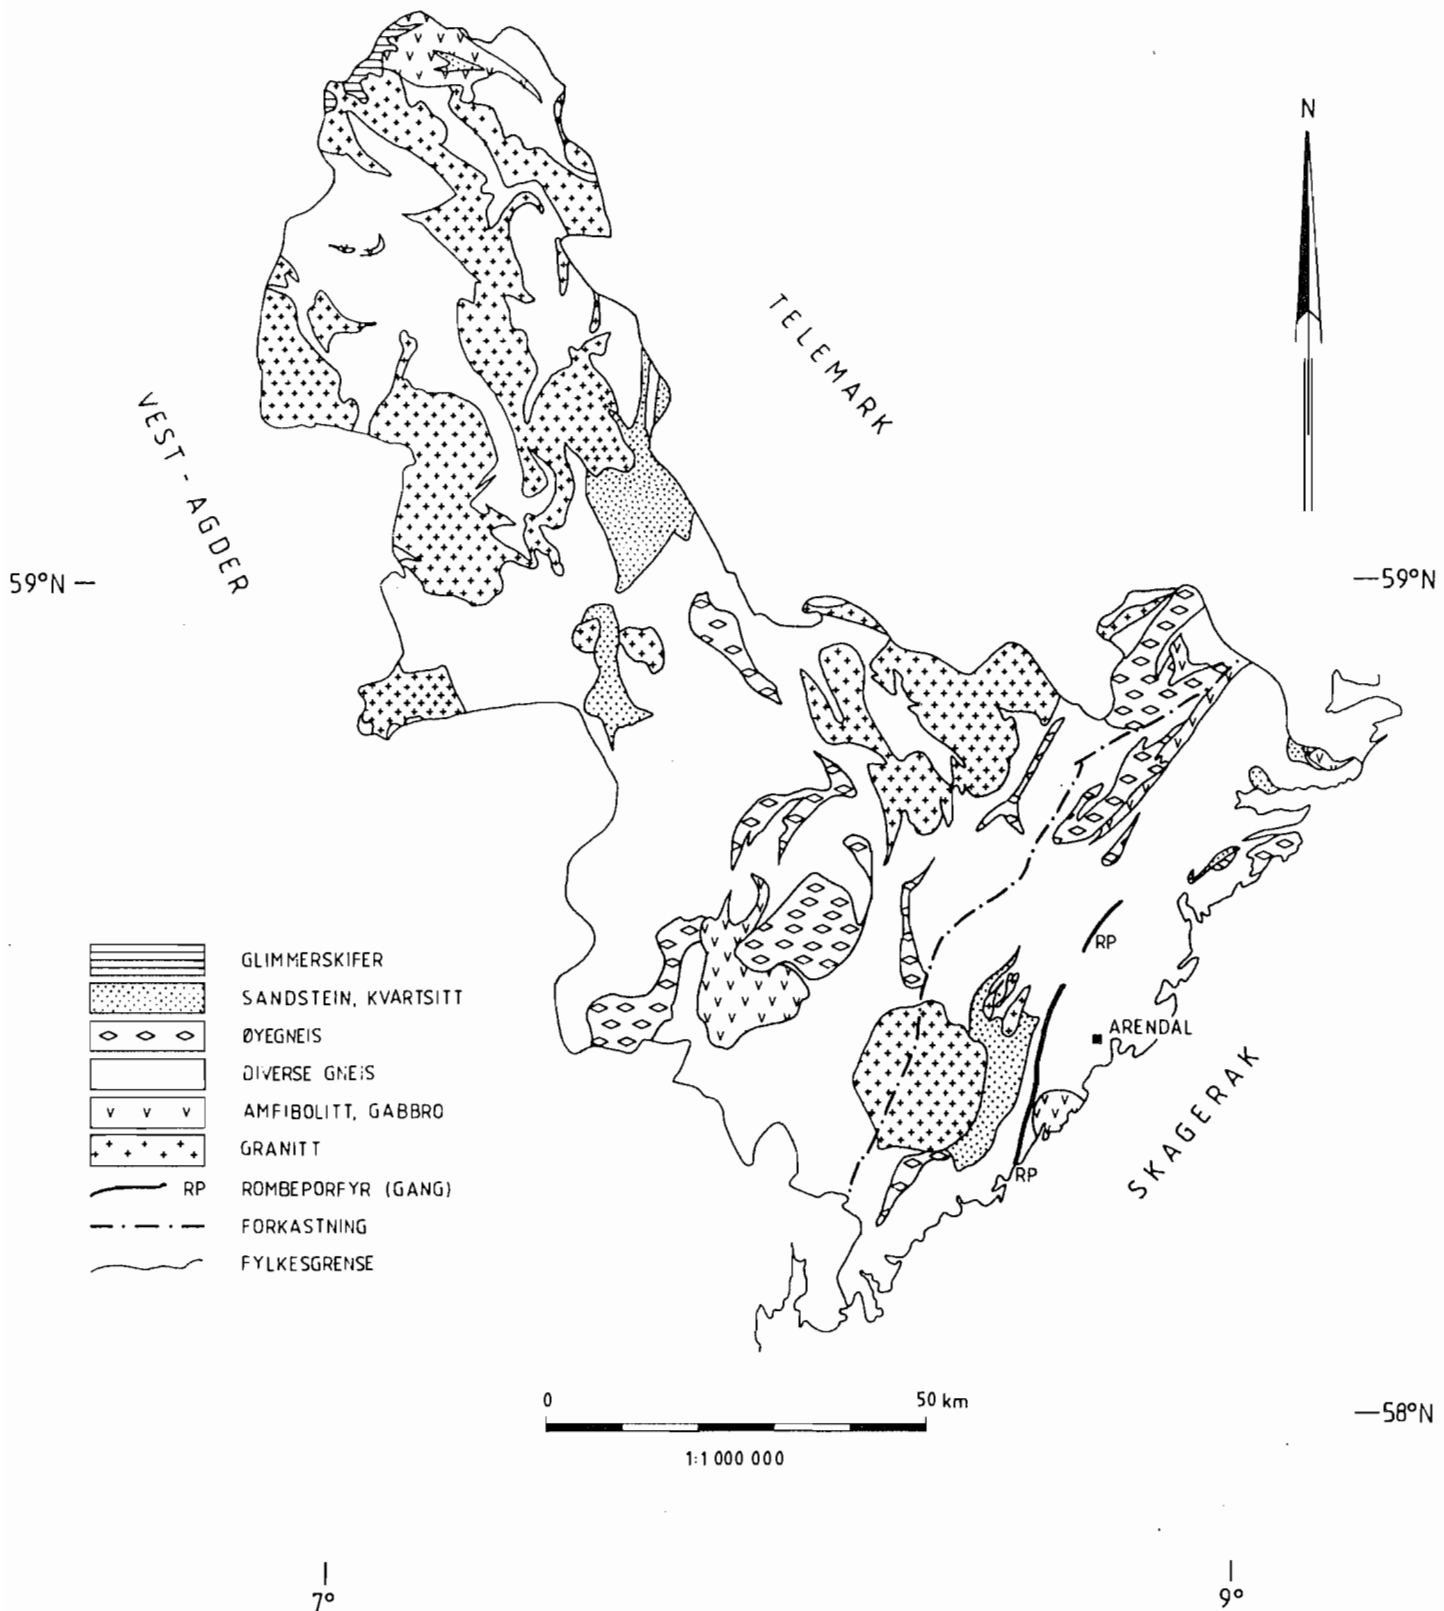 N
TELEMARK
VEST-AGDER
59°N
59°N
RP
ARENDAL
SKAGERAK
RP
GLIMMERSKIFER
SANDSTEIN, KVARTSITT
ØYEGNEIS
DIVERSE GNEIS
AMFIBOLITT, GABBRO
GRANITT
RP ROMBEPORFYR (GANG)
FORKASTNING
FYLKESGRENSE
0 50 km
1:1 000 000
58°N
7° 9°